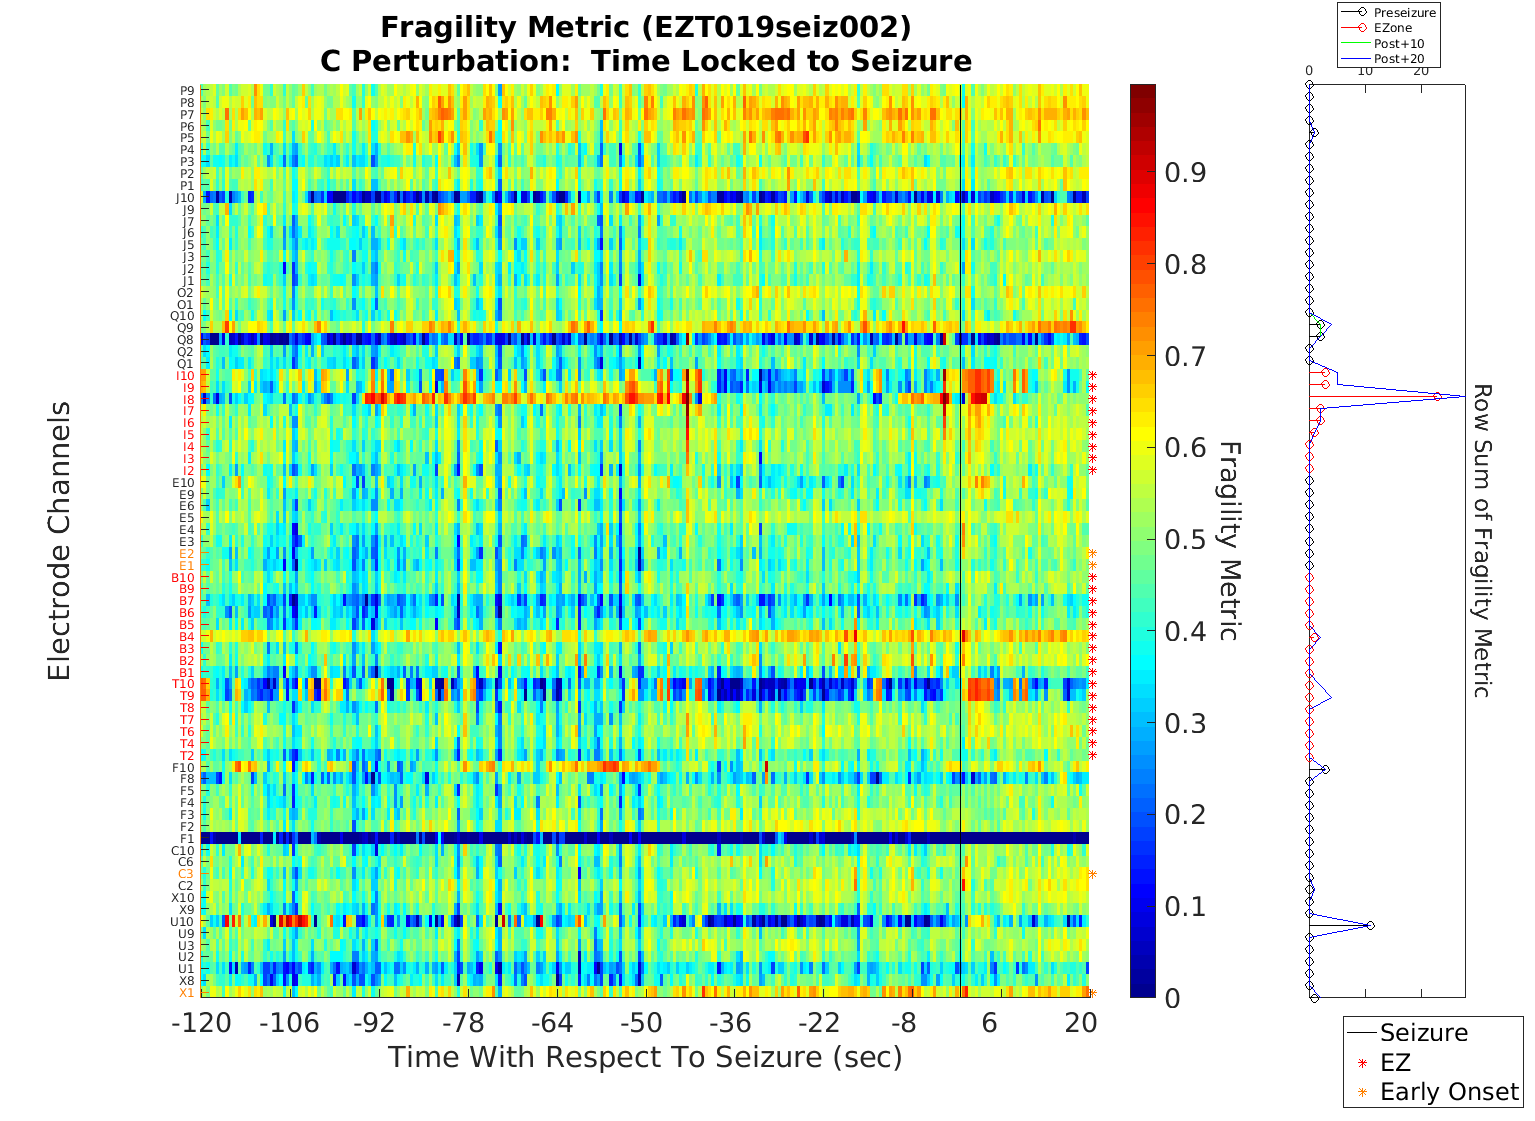 Fragility Metric (EZT019seiz002)
C Perturbation:  Time Locked to Seizure
Preseizure
EZone
Post+10
Post+20
0 10 20
Electrode Channels
P9
P8
P7
P6
P5
P4
P3
P2
P1
J10
J9
J7
J6
J5
J3
J2
J1
O2
O1
Q10
Q9
Q8
Q2
Q1
I10
I9
I8
I7
I6
I5
I4
I3
I2
E10
E9
E6
E5
E4
E3
E2
E1
B10
B9
B7
B6
B5
B4
B3
B2
B1
T10
T9
T8
T7
T6
T4
T2
F10
F8
F5
F4
F3
F2
F1
C10
C6
C3
C2
X10
X9
U10
U9
U3
U2
U1
X8
X1
-120 -106 -92 -78 -64 -50 -36 -22 -8 6 20
Time With Respect To Seizure (sec)
0.9
0.8
0.7
0.6
0.5
0.4
0.3
0.2
0.1
0
Fragility Metric
Row Sum of Fragility Metric
Seizure
EZ
Early Onset